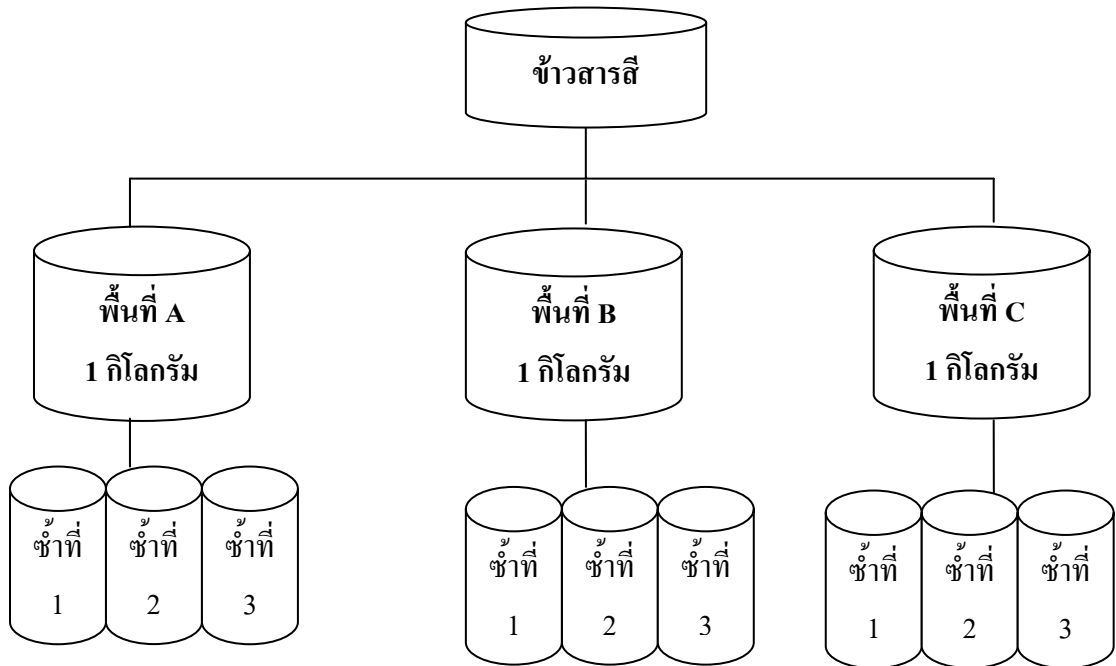 ข้าวสารสี
พื้นที่ A
1 กิโลกรัม
พื้นที่ B
1 กิโลกรัม
พื้นที่ C
1 กิโลกรัม
ซ้ำที่
1
ซ้ำที่
2
ซ้ำที่
3
ซ้ำที่
1
ซ้ำที่
2
ซ้ำที่
3
ซ้ำที่
1
ซ้ำที่
2
ซ้ำที่
3